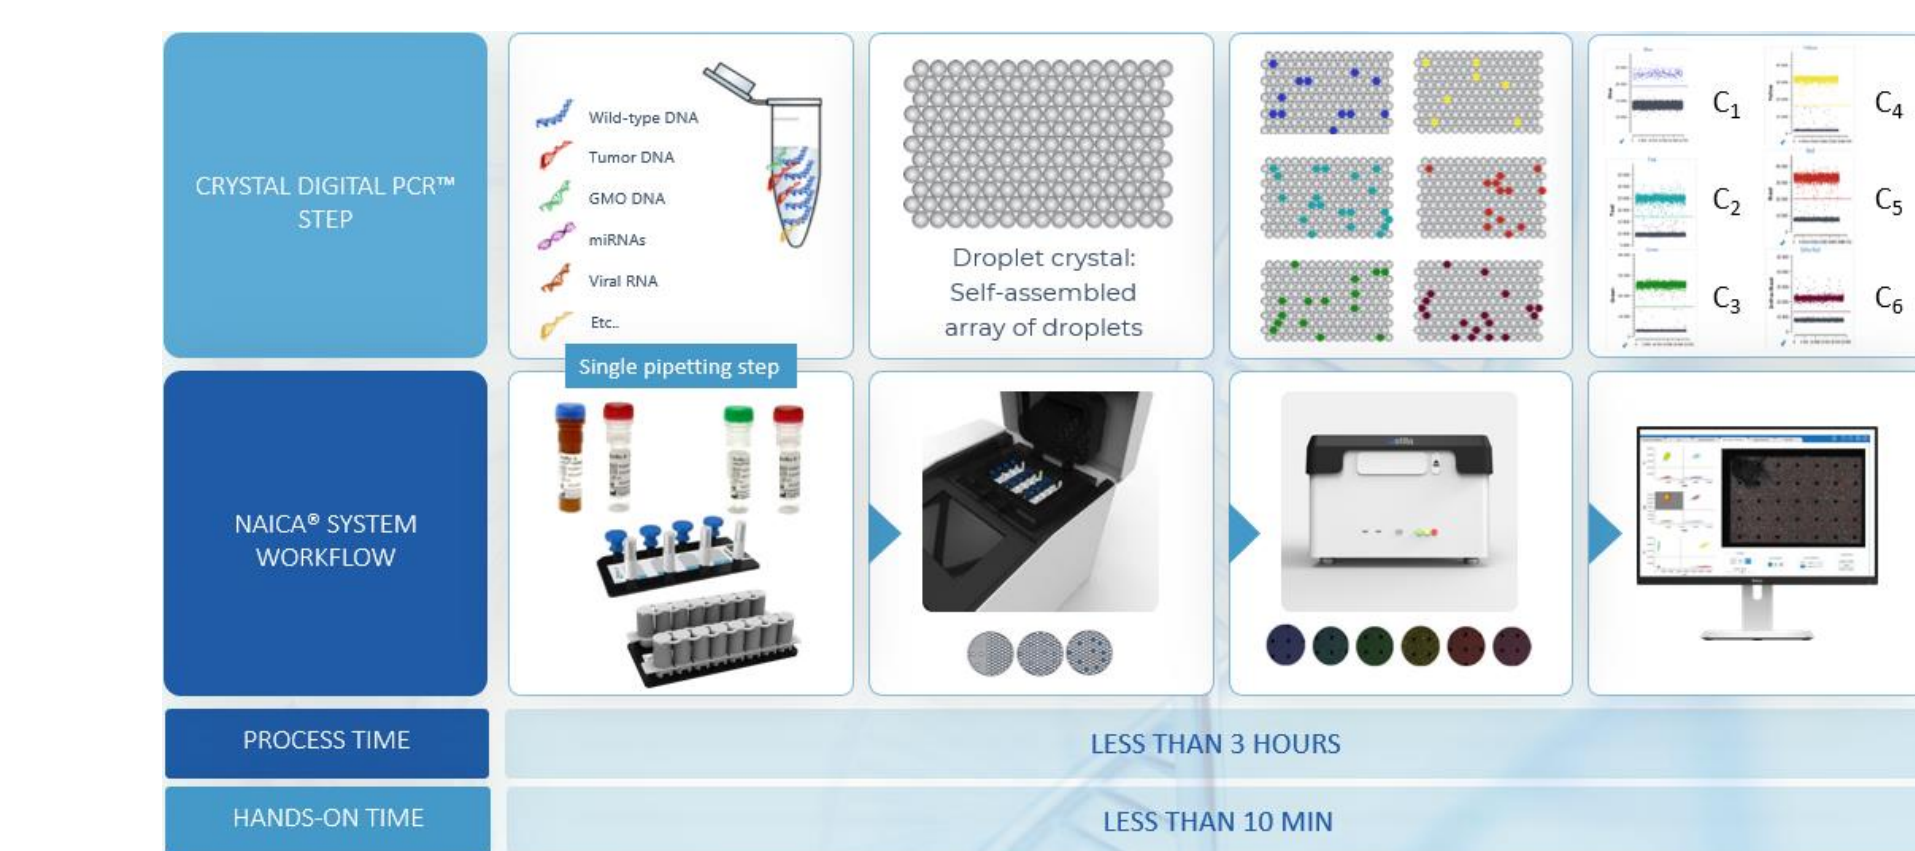 CRYSTAL DIGITAL PCR™
STEP
Wild-type DNA
Tumor DNA
GMO DNA
miRNAs
Viral RNA
Etc..
Single pipetting step
Droplet crystal:
Self-assembled
array of droplets
C1
C4
C2
C5
C3
C6
NAICA® SYSTEM
WORKFLOW
PROCESS TIME
LESS THAN 3 HOURS
HANDS-ON TIME
LESS THAN 10 MIN